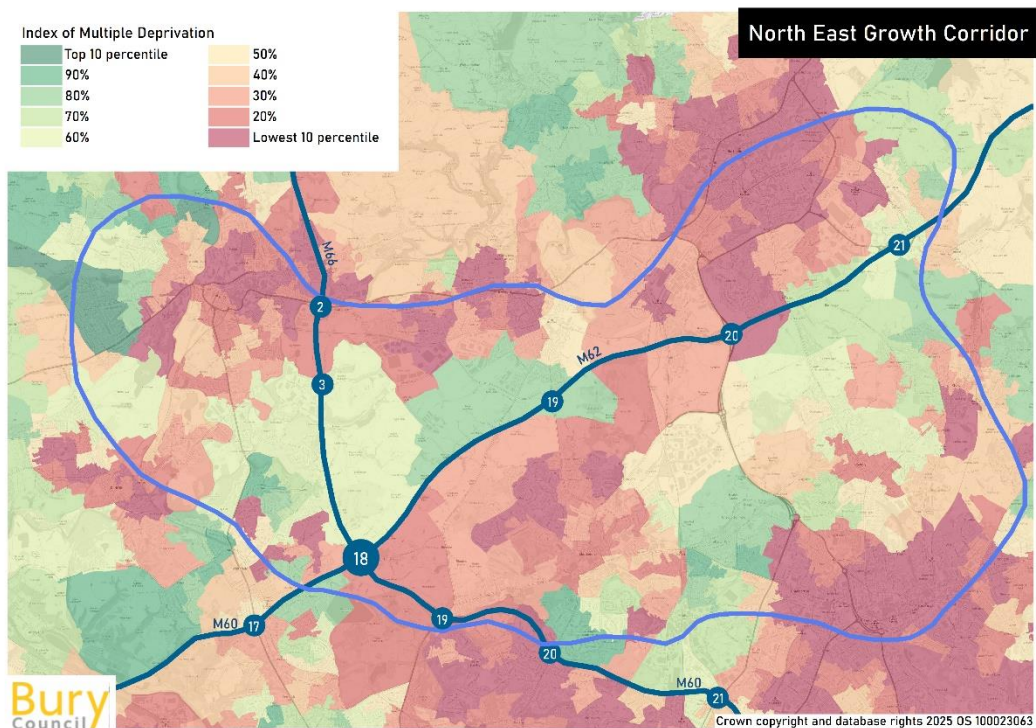 North East Growth Corridor
Index of Multiple Deprivation
Top 10 percentile
90%
80%
70%
60%
50%
40%
30%
20%
Lowest 10 percentile
M66
21
2
20
M62
3
19
18
19
M60
17
20
M60
21
Bury
Council
Crown copyright and database rights 2025 OS 100023063